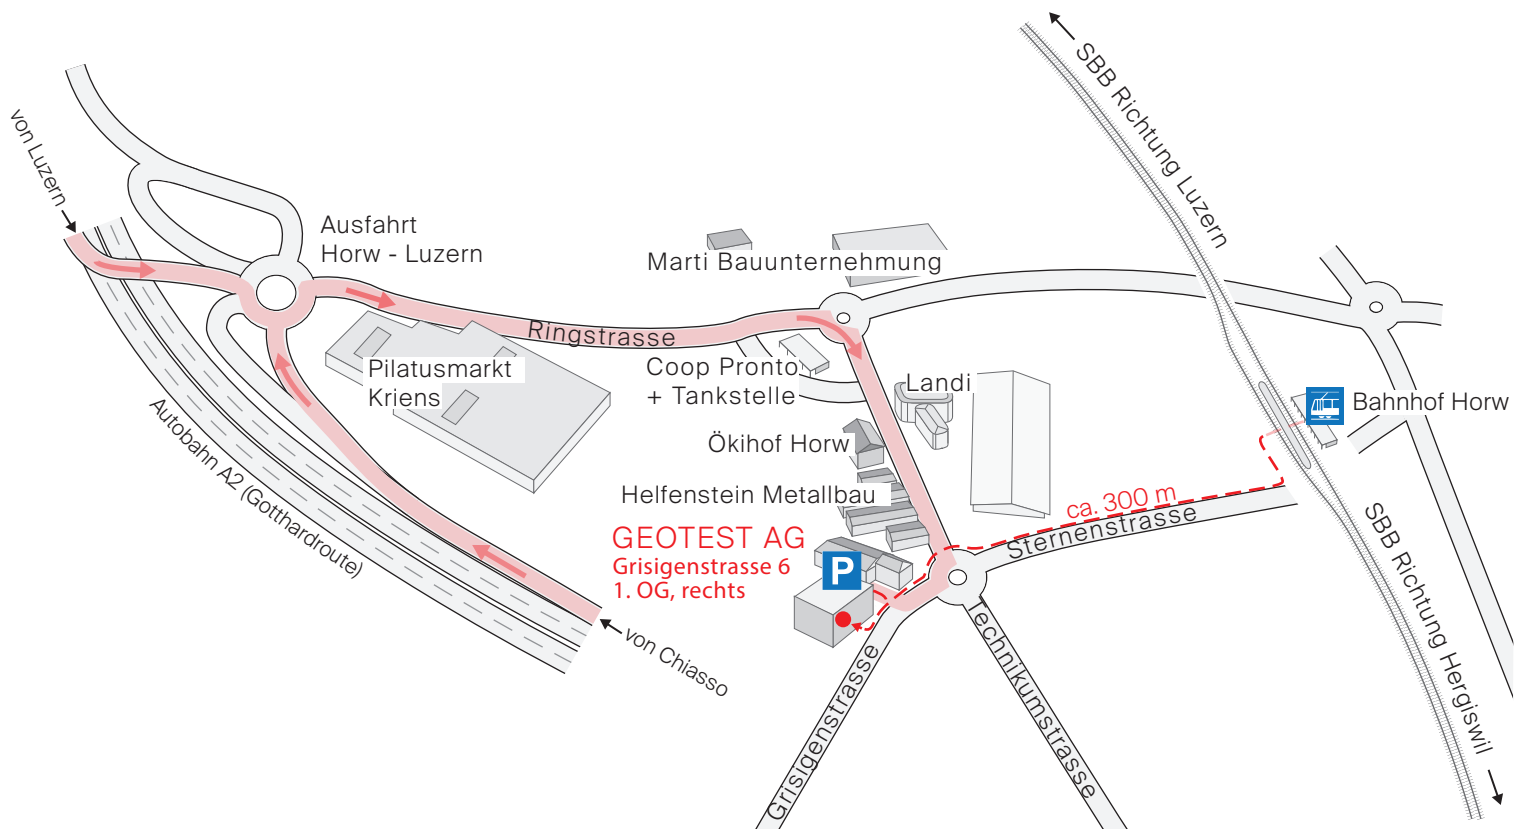 SBB Richtung Luzern
von Luzern
Ausfahrt
Horw - Luzern
Marti Bauunternehmung
Ringstrasse
Pilatusmarkt
Kriens
Coop Pronto
+ Tankstelle
Landi
Bahnhof Horw
Autobahn A2 (Gotthardroute)
Ökihof Horw
Helfenstein Metallbau
ca. 300 m
Sternenstrasse
GEOTEST AG
Grisigenstrasse 6
1. OG, rechts
P
SBB Richtung Hergiswil
von Chiasso
Grisigenstrasse
Technikumstrasse